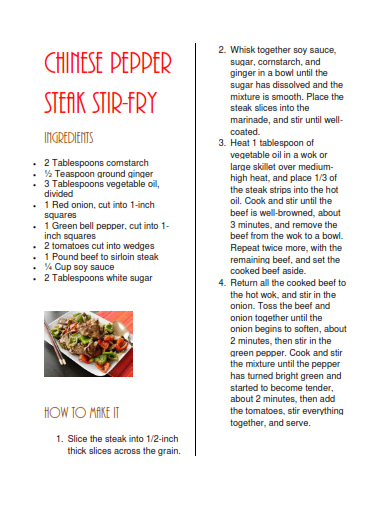 CHINESE PEPPER
STEAK STIR-FRY
INGREDIENTS
• 2 Tablespoons cornstarch
• ½ Teaspoon ground ginger
• 3 Tablespoons vegetable oil,
divided
• 1 Red onion, cut into 1-inch
squares
• 1 Green bell pepper, cut into 1-
inch squares
• 2 tomatoes cut into wedges
• 1 Pound beef to sirloin steak
• ¼ Cup soy sauce
• 2 Tablespoons white sugar
HOW TO MAKE IT
1. Slice the steak into 1/2-inch
thick slices across the grain.
2. Whisk together soy sauce,
sugar, cornstarch, and
ginger in a bowl until the
sugar has dissolved and the
mixture is smooth. Place the
steak slices into the
marinade, and stir until well-
coated.
3. Heat 1 tablespoon of
vegetable oil in a wok or
large skillet over medium-
high heat, and place 1/3 of
the steak strips into the hot
oil. Cook and stir until the
beef is well-browned, about
3 minutes, and remove the
beef from the wok to a bowl.
Repeat twice more, with the
remaining beef, and set the
cooked beef aside.
4. Return all the cooked beef to
the hot wok, and stir in the
onion. Toss the beef and
onion together until the
onion begins to soften, about
2 minutes, then stir in the
green pepper. Cook and stir
the mixture until the pepper
has turned bright green and
started to become tender,
about 2 minutes, then add
the tomatoes, stir everything
together, and serve.